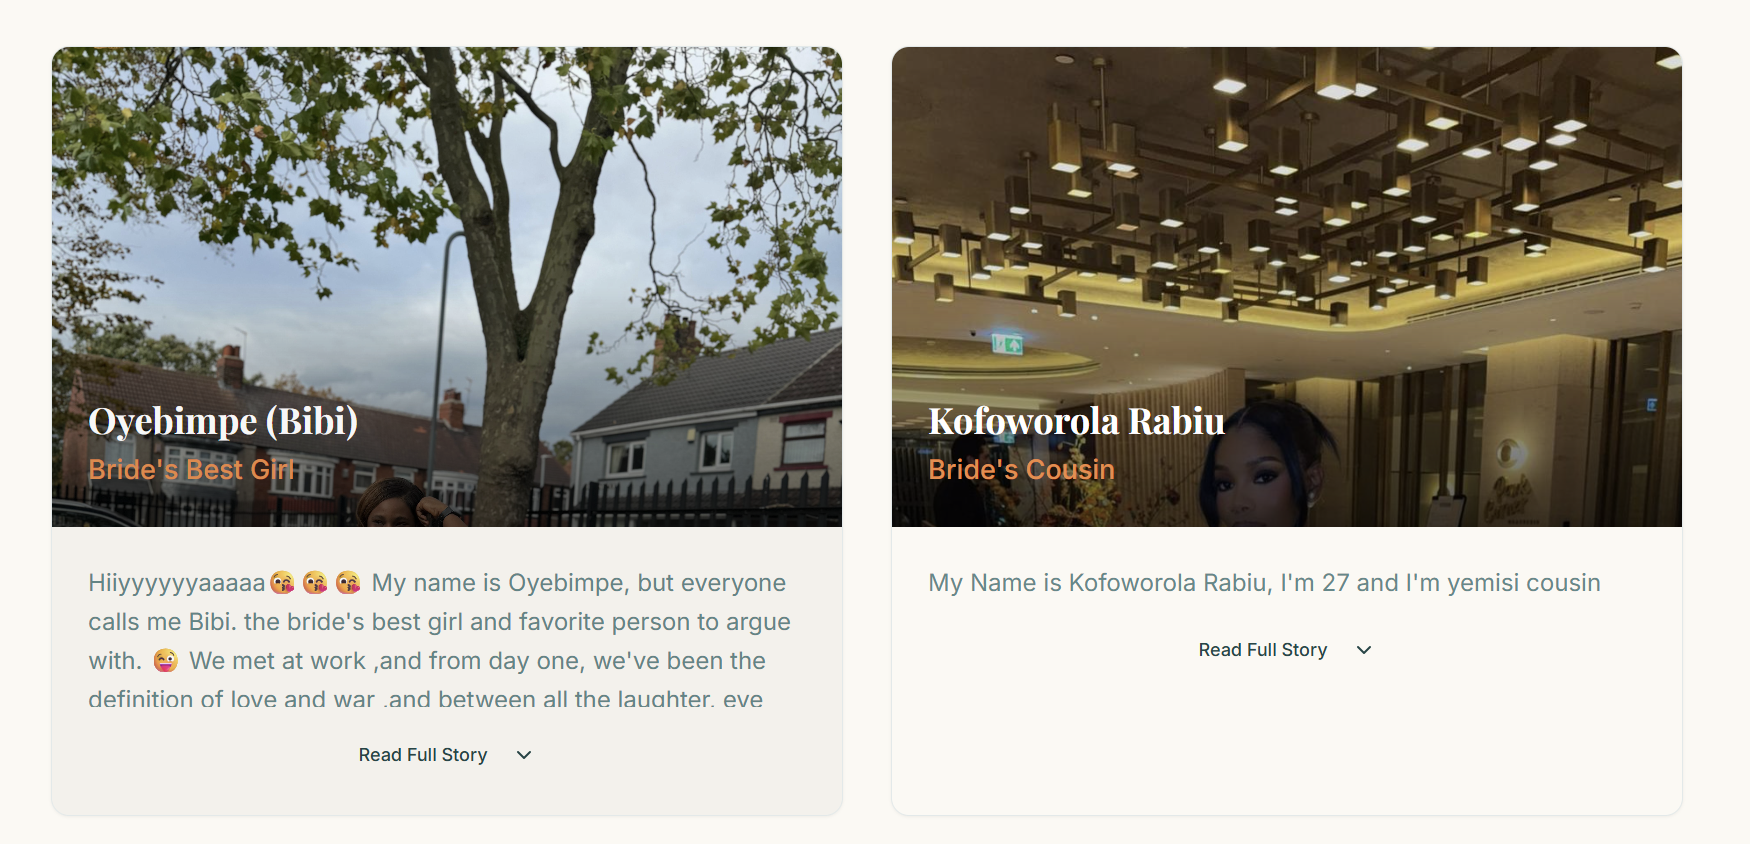 Oyebimpe (Bibi)
Bride's Best Girl
Hiiyyyyyyaaaaa😘😘😘 My name is Oyebimpe, but everyone
calls me Bibi. the bride's best girl and favorite person to argue
with. 😜 We met at work ,and from day one, we've been the
definition of love and war ,and between all the laughter, eve
Read Full Story
Kofoworola Rabiu
Bride's Cousin
My Name is Kofoworola Rabiu, I'm 27 and I'm yemisi cousin
Read Full Story